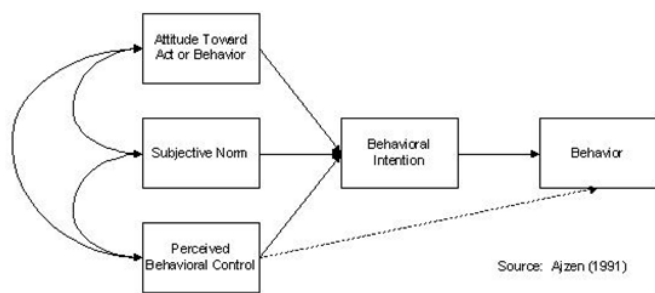 Attitude Toward
Act or Behavior
Subjective Norm
Behavioral
Intention
Behavior
Perceived
Behavioral Control
Source: Ajzen (1991)